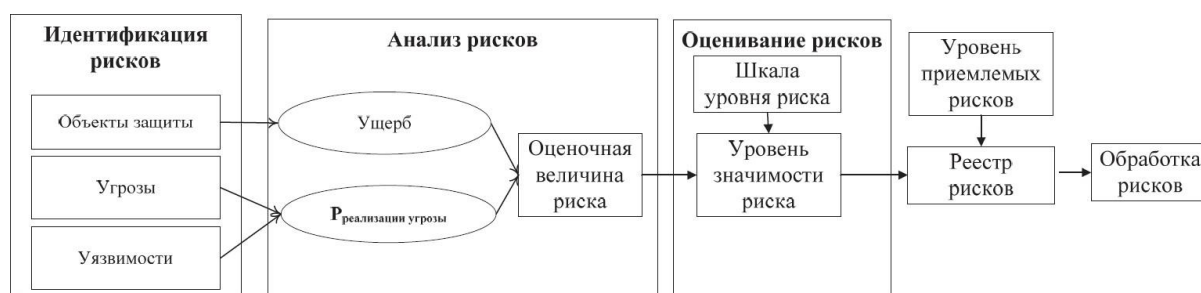 Идентификация
рисков
Объекты защиты
Угрозы
Уязвимости
Анализ рисков
Ущерб
Pреализации угрозы
Оценочная
величина
риска
Оценивание рисков
Шкала
уровня риска
Уровень
значимости
риска
Уровень
приемлемых
рисков
Реестр
рисков
Обработка
рисков